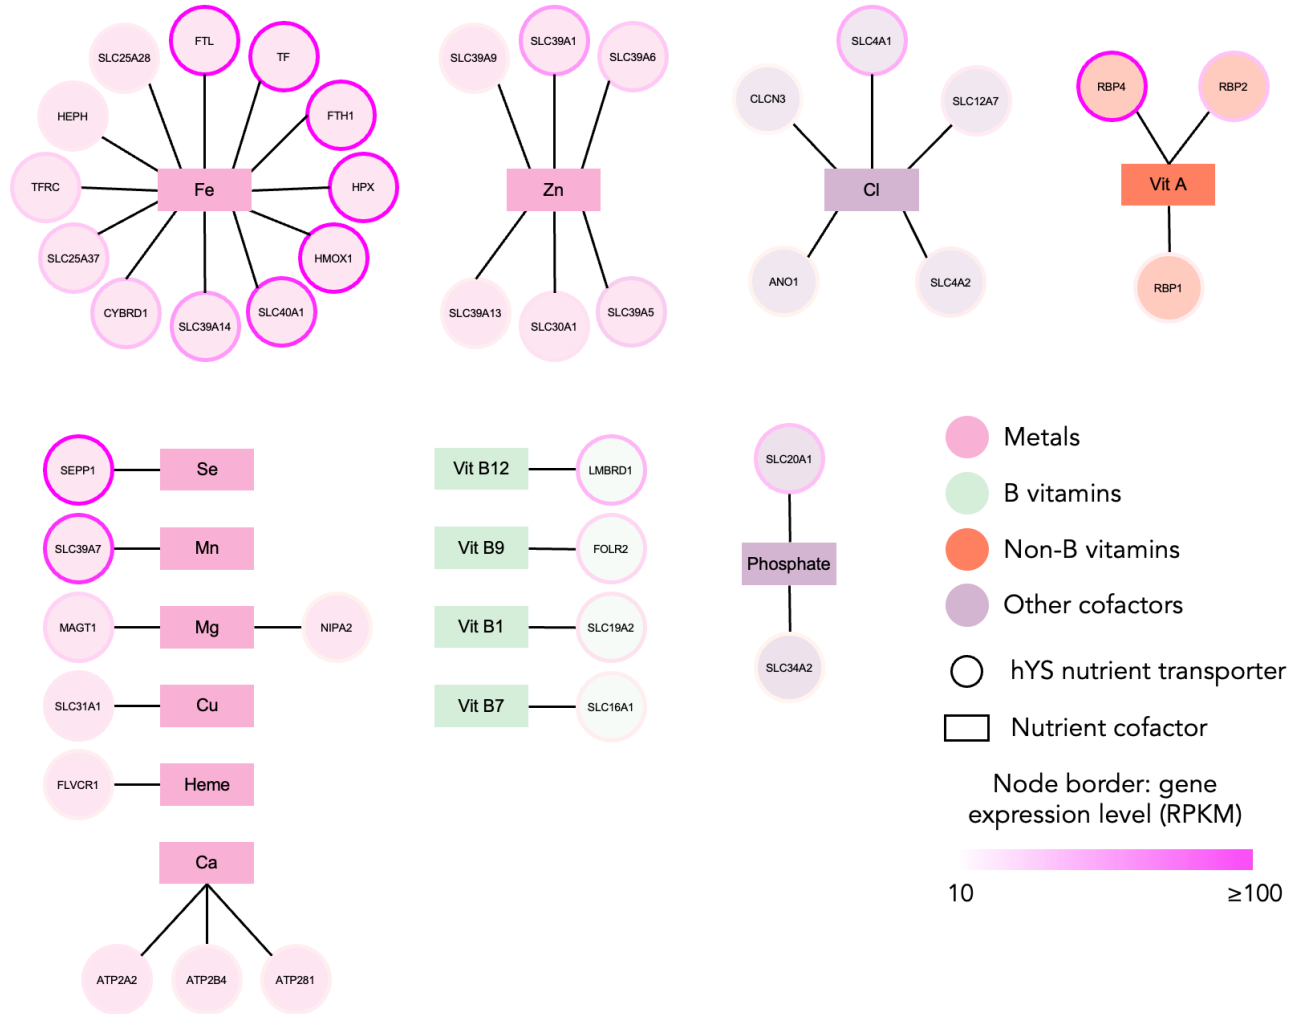 FTL
TF
SLC25A28
FTH1
HEPH
Fe
HPX
TFRC
HMOX1
SLC25A37
SLC40A1
CYBRD1
SLC39A14
SLC39A9
SLC39A1
SLC39A6
Zn
SLC39A13
SLC30A1
SLC39A5
SLC4A1
CLCN3
SLC12A7
Cl
ANO1
SLC4A2
RBP4
RBP2
Vit A
RBP1
SEPP1
Se
SLC39A7
Mn
MAGT1
Mg
NIPA2
SLC31A1
Cu
FLVCR1
Heme
Ca
ATP2A2
ATP2B4
ATP281
Vit B12
LMBRD1
Vit B9
FOLR2
Vit B1
SLC19A2
Vit B7
SLC16A1
SLC20A1
Phosphate
SLC34A2
Metals
B vitamins
Non-B vitamins
Other cofactors
hYS nutrient transporter
Nutrient cofactor
Node border: gene
expression level (RPKM)
10
≥100